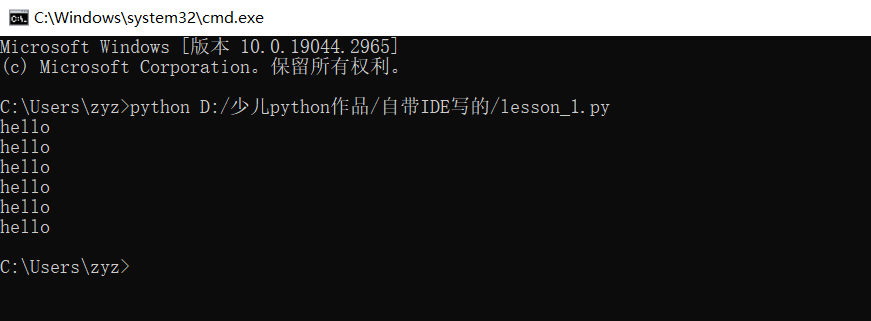 C:\Windows\system32\cmd.exe
Microsoft Windows [版本 10.0.19044.2965]
(c) Microsoft Corporation。保留所有权利。
C:\Users\zyz>python D:/少儿python作品/自带IDE写的/lesson_1.py
hello
hello
hello
hello
hello
hello
C:\Users\zyz>